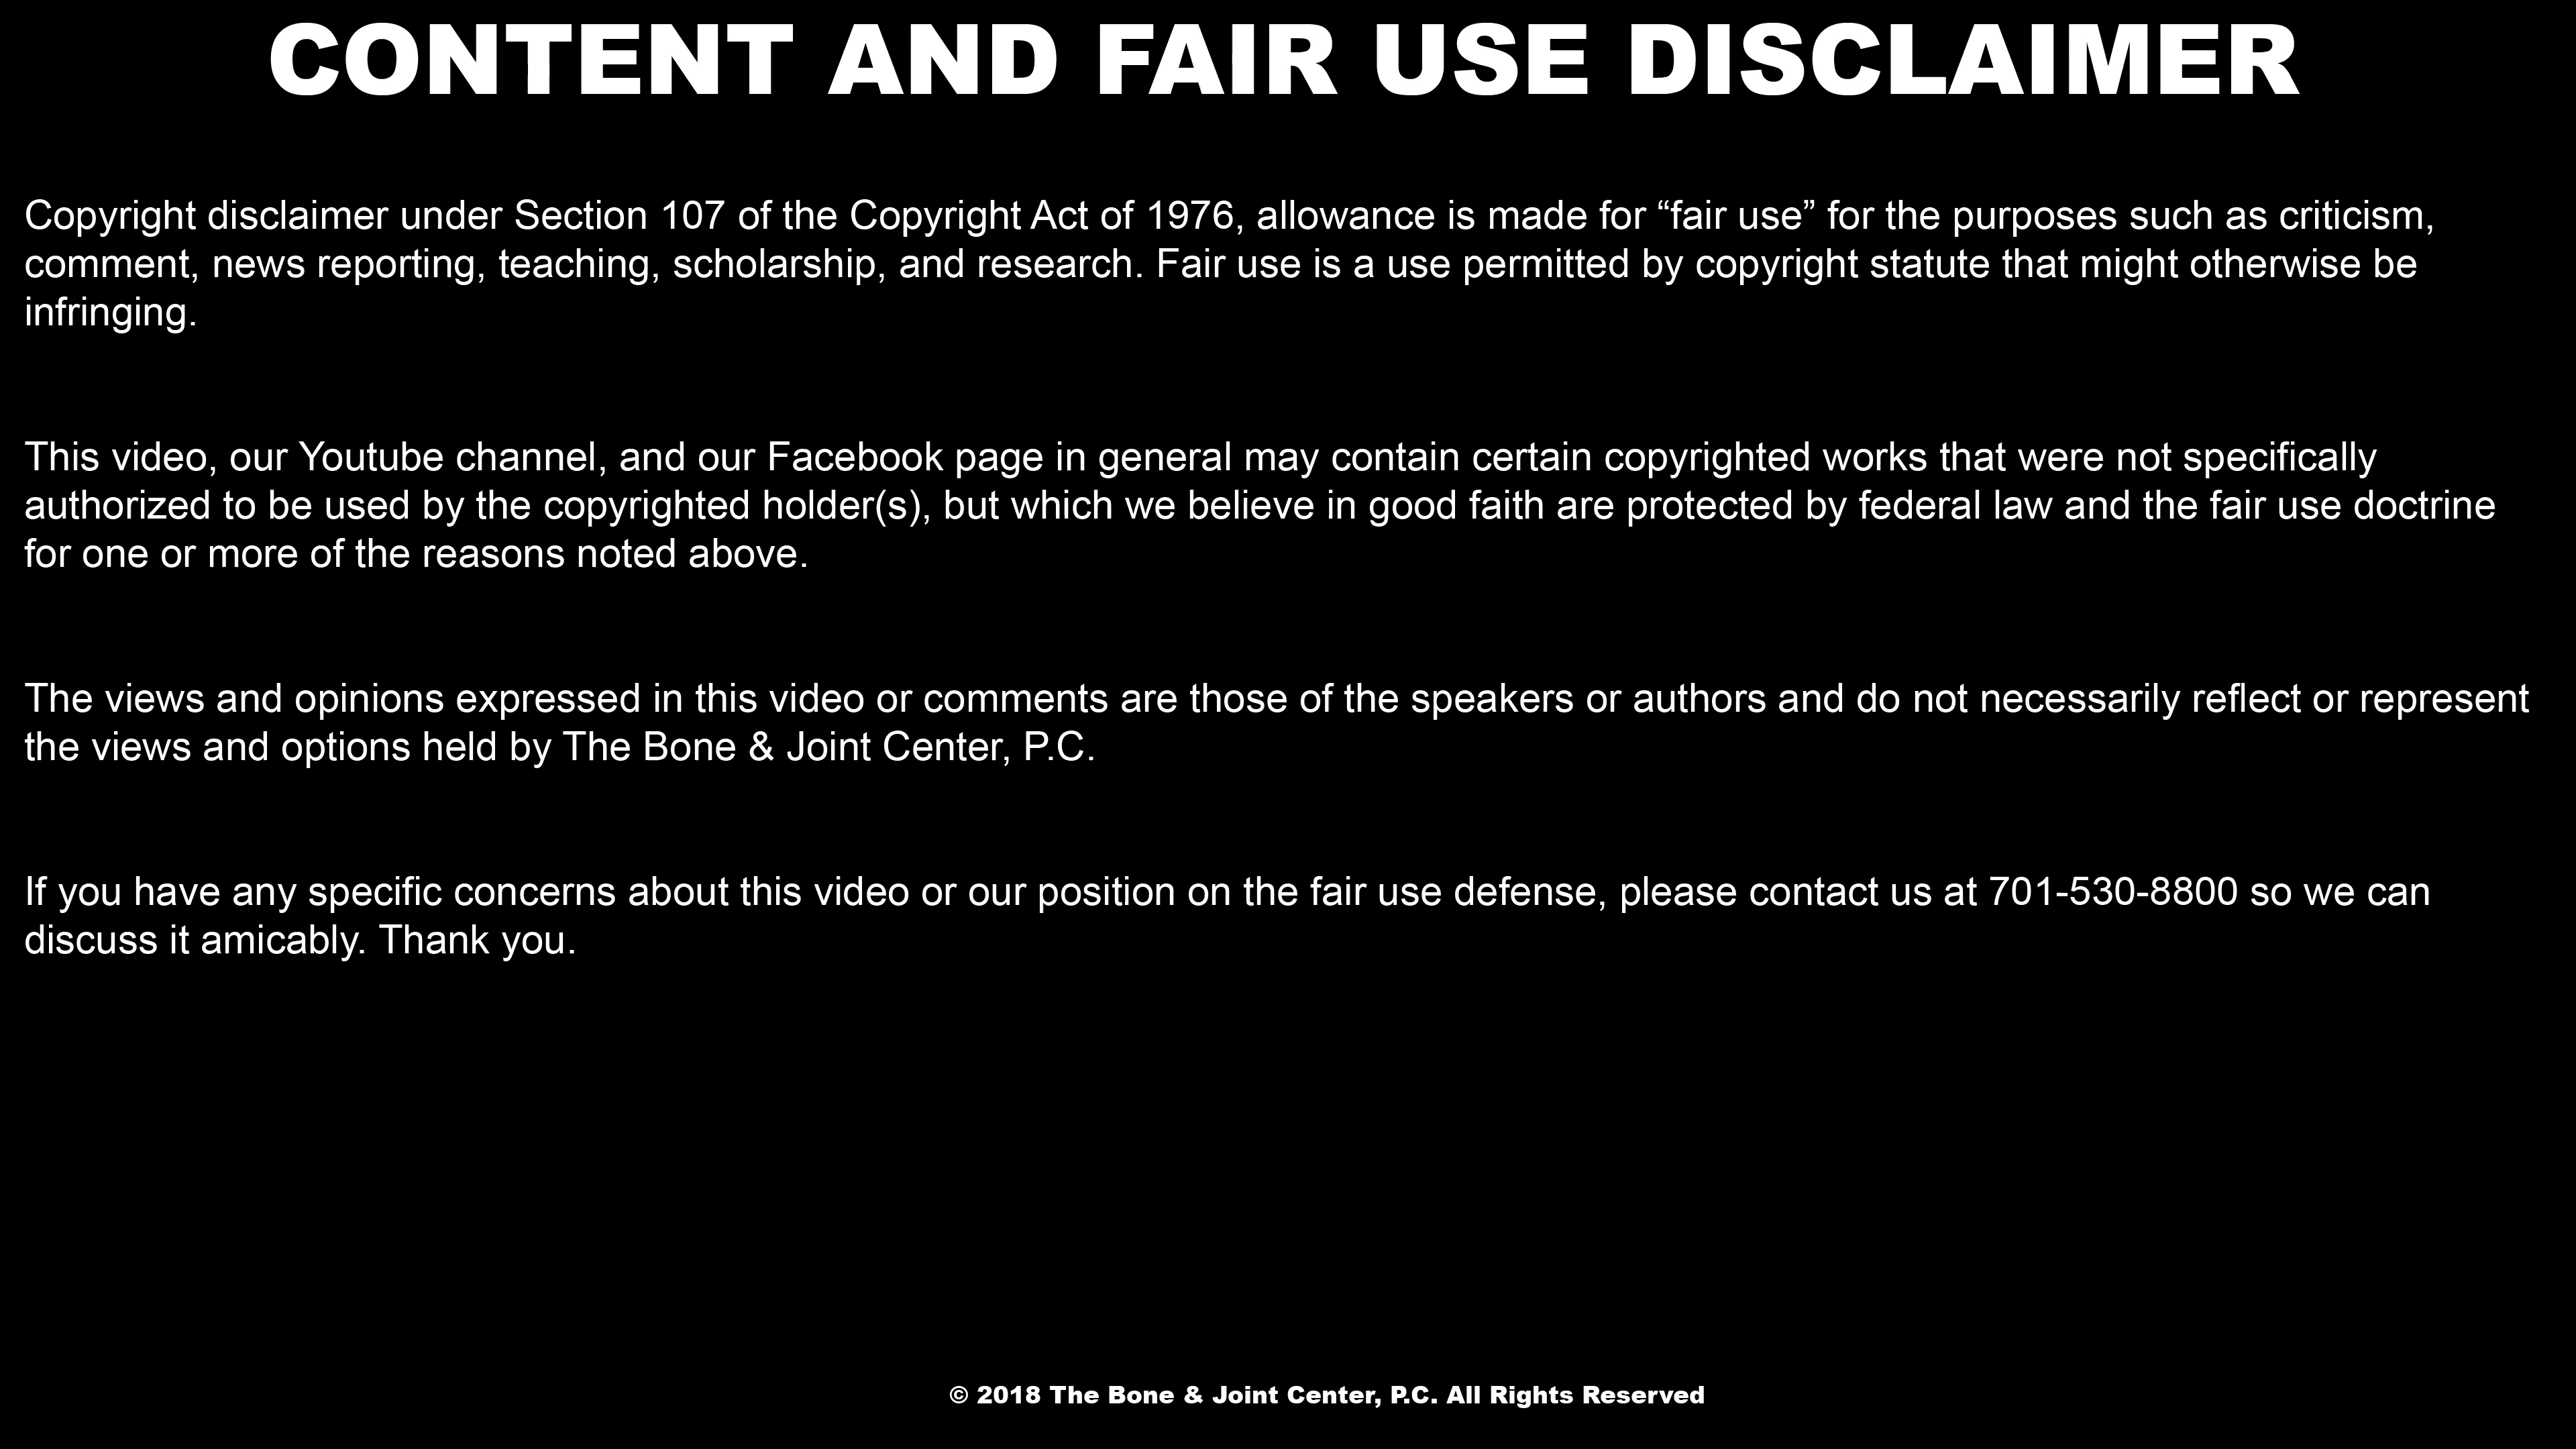 CONTENT AND FAIR USE DISCLAIMER
Copyright disclaimer under Section 107 of the Copyright Act of 1976, allowance is made for “fair use” for the purposes such as criticism,
comment, news reporting, teaching, scholarship, and research. Fair use is a use permitted by copyright statute that might otherwise be
infringing.
This video, our Youtube channel, and our Facebook page in general may contain certain copyrighted works that were not specifically
authorized to be used by the copyrighted holder(s), but which we believe in good faith are protected by federal law and the fair use doctrine
for one or more of the reasons noted above.
The views and opinions expressed in this video or comments are those of the speakers or authors and do not necessarily reflect or represent
the views and options held by The Bone & Joint Center, P.C.
If you have any specific concerns about this video or our position on the fair use defense, please contact us at 701-530-8800 so we can
discuss it amicably. Thank you.
© 2018 The Bone & Joint Center, P.C. All Rights Reserved